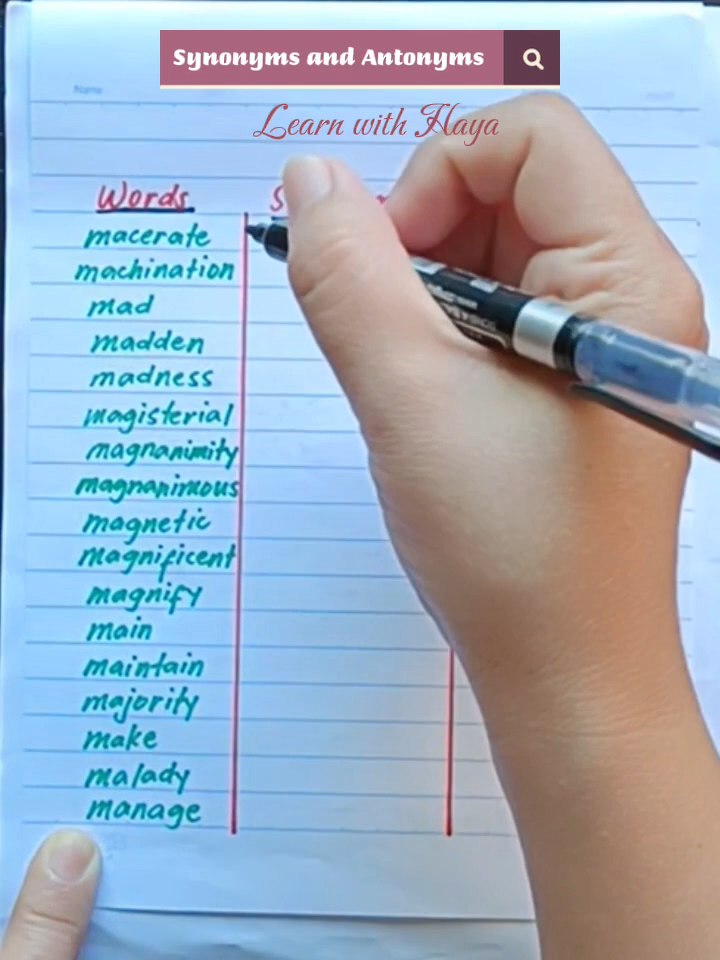 Synonyms and Antonyms
Learn with Haya
Name
Words
macerate
machination
mad
madden
madness
magisterial
magnanimity
magnanimous
magnetic
magnificent
magnify
main
maintain
majority
make
malady
manage